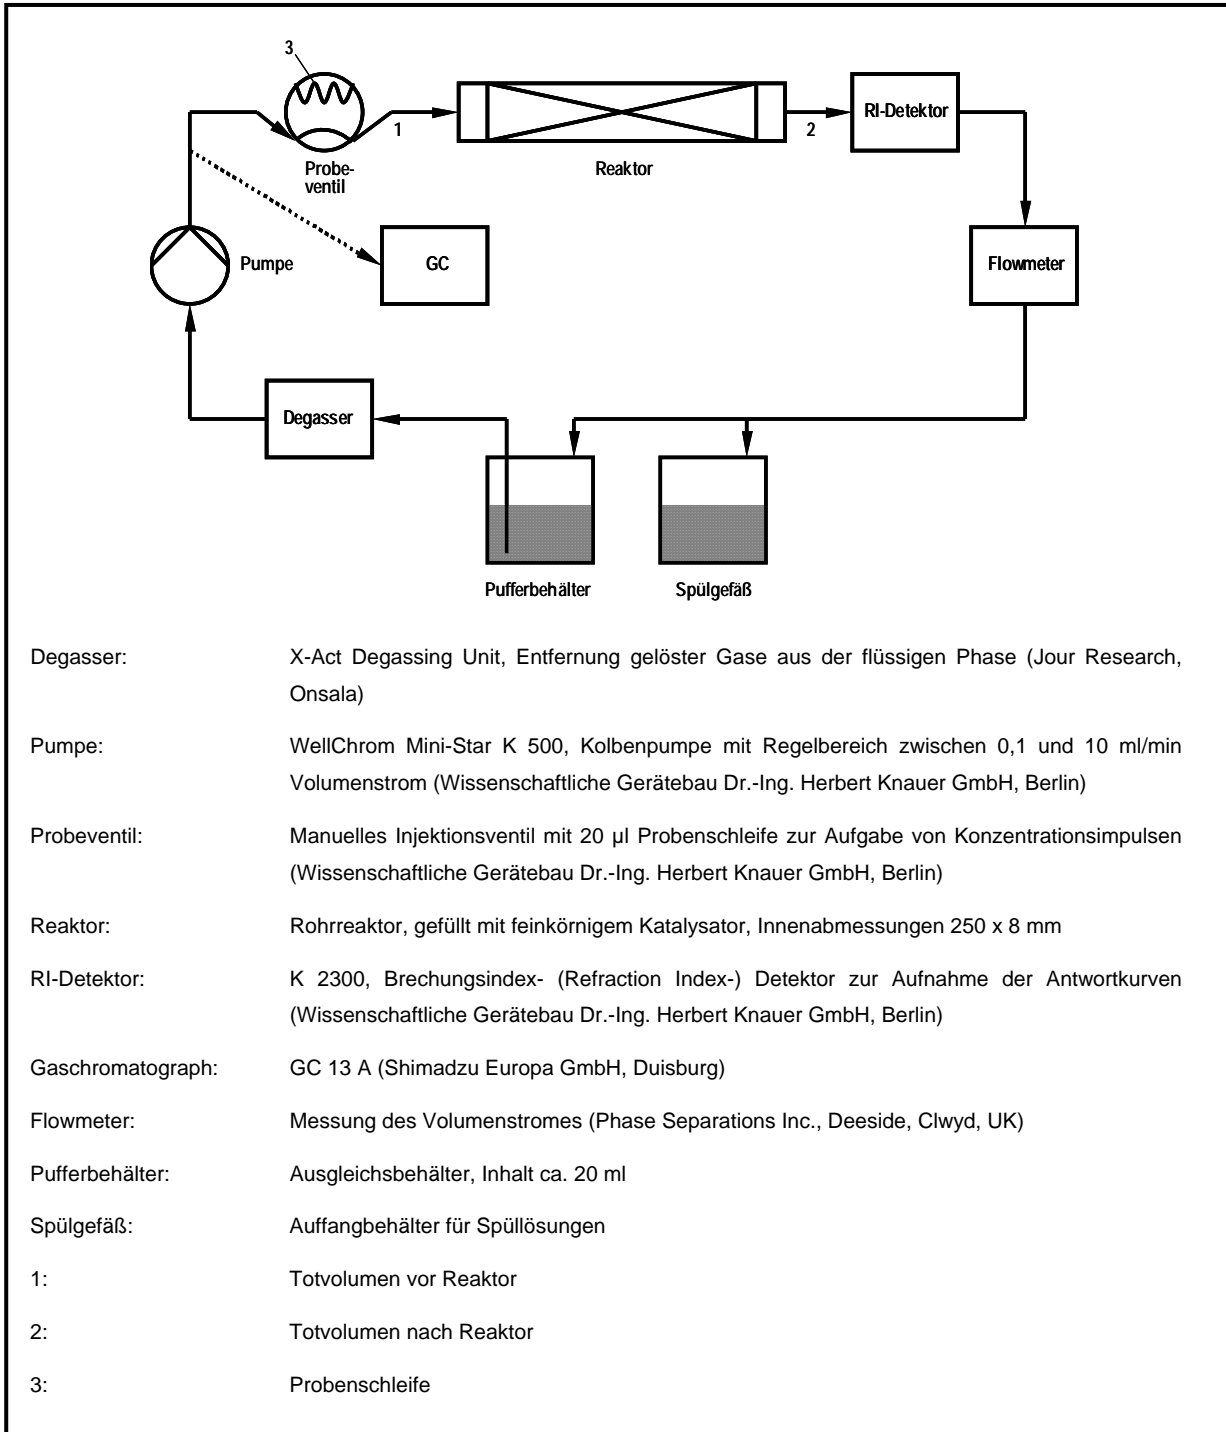 3
1
2
RI-Detektor
Probe-
ventil
Reaktor
Pumpe
GC
Flowmeter
Degasser
Pufferbehälter
Spülgefäß
Degasser: X-Act Degassing Unit, Entfernung gelöster Gase aus der flüssigen Phase (Jour Research,
Onsala)
Pumpe: WellChrom Mini-Star K 500, Kolbenpumpe mit Regelbereich zwischen 0,1 und 10 ml/min
Volumenstrom (Wissenschaftliche Gerätebau Dr.-Ing. Herbert Knauer GmbH, Berlin)
Probeventil: Manuelles Injektionsventil mit 20 µl Probenschleife zur Aufgabe von Konzentrationsimpulsen
(Wissenschaftliche Gerätebau Dr.-Ing. Herbert Knauer GmbH, Berlin)
Reaktor: Rohrreaktor, gefüllt mit feinkörnigem Katalysator, Innenabmessungen 250 x 8 mm
RI-Detektor: K 2300, Brechungsindex- (Refraction Index-) Detektor zur Aufnahme der Antwortkurven
(Wissenschaftliche Gerätebau Dr.-Ing. Herbert Knauer GmbH, Berlin)
Gaschromatograph: GC 13 A (Shimadzu Europa GmbH, Duisburg)
Flowmeter: Messung des Volumenstromes (Phase Separations Inc., Deeside, Clwyd, UK)
Pufferbehälter: Ausgleichsbehälter, Inhalt ca. 20 ml
Spülgefäß: Auffangbehälter für Spüllösungen
1: Totvolumen vor Reaktor
2: Totvolumen nach Reaktor
3: Probenschleife